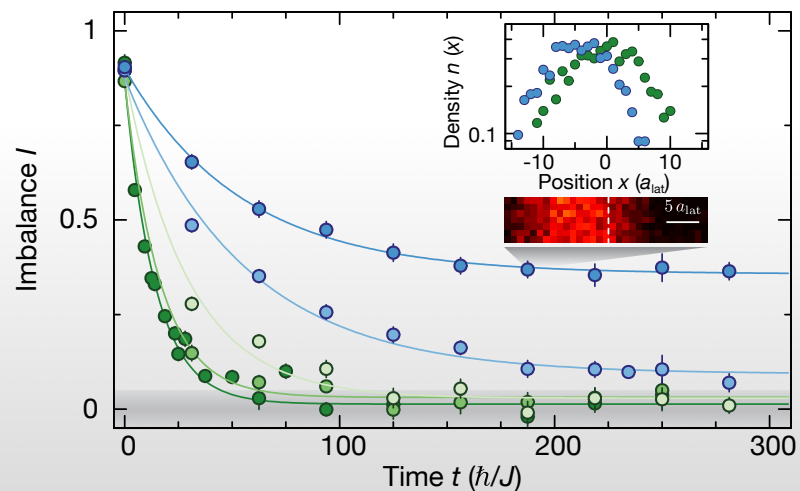 1
0.5
0
Imbalance I
0
100
200
300
Time t (ħ/J)
Density n (x)
0.1
-10
0
10
Position x (a_lat)
5 a_lat